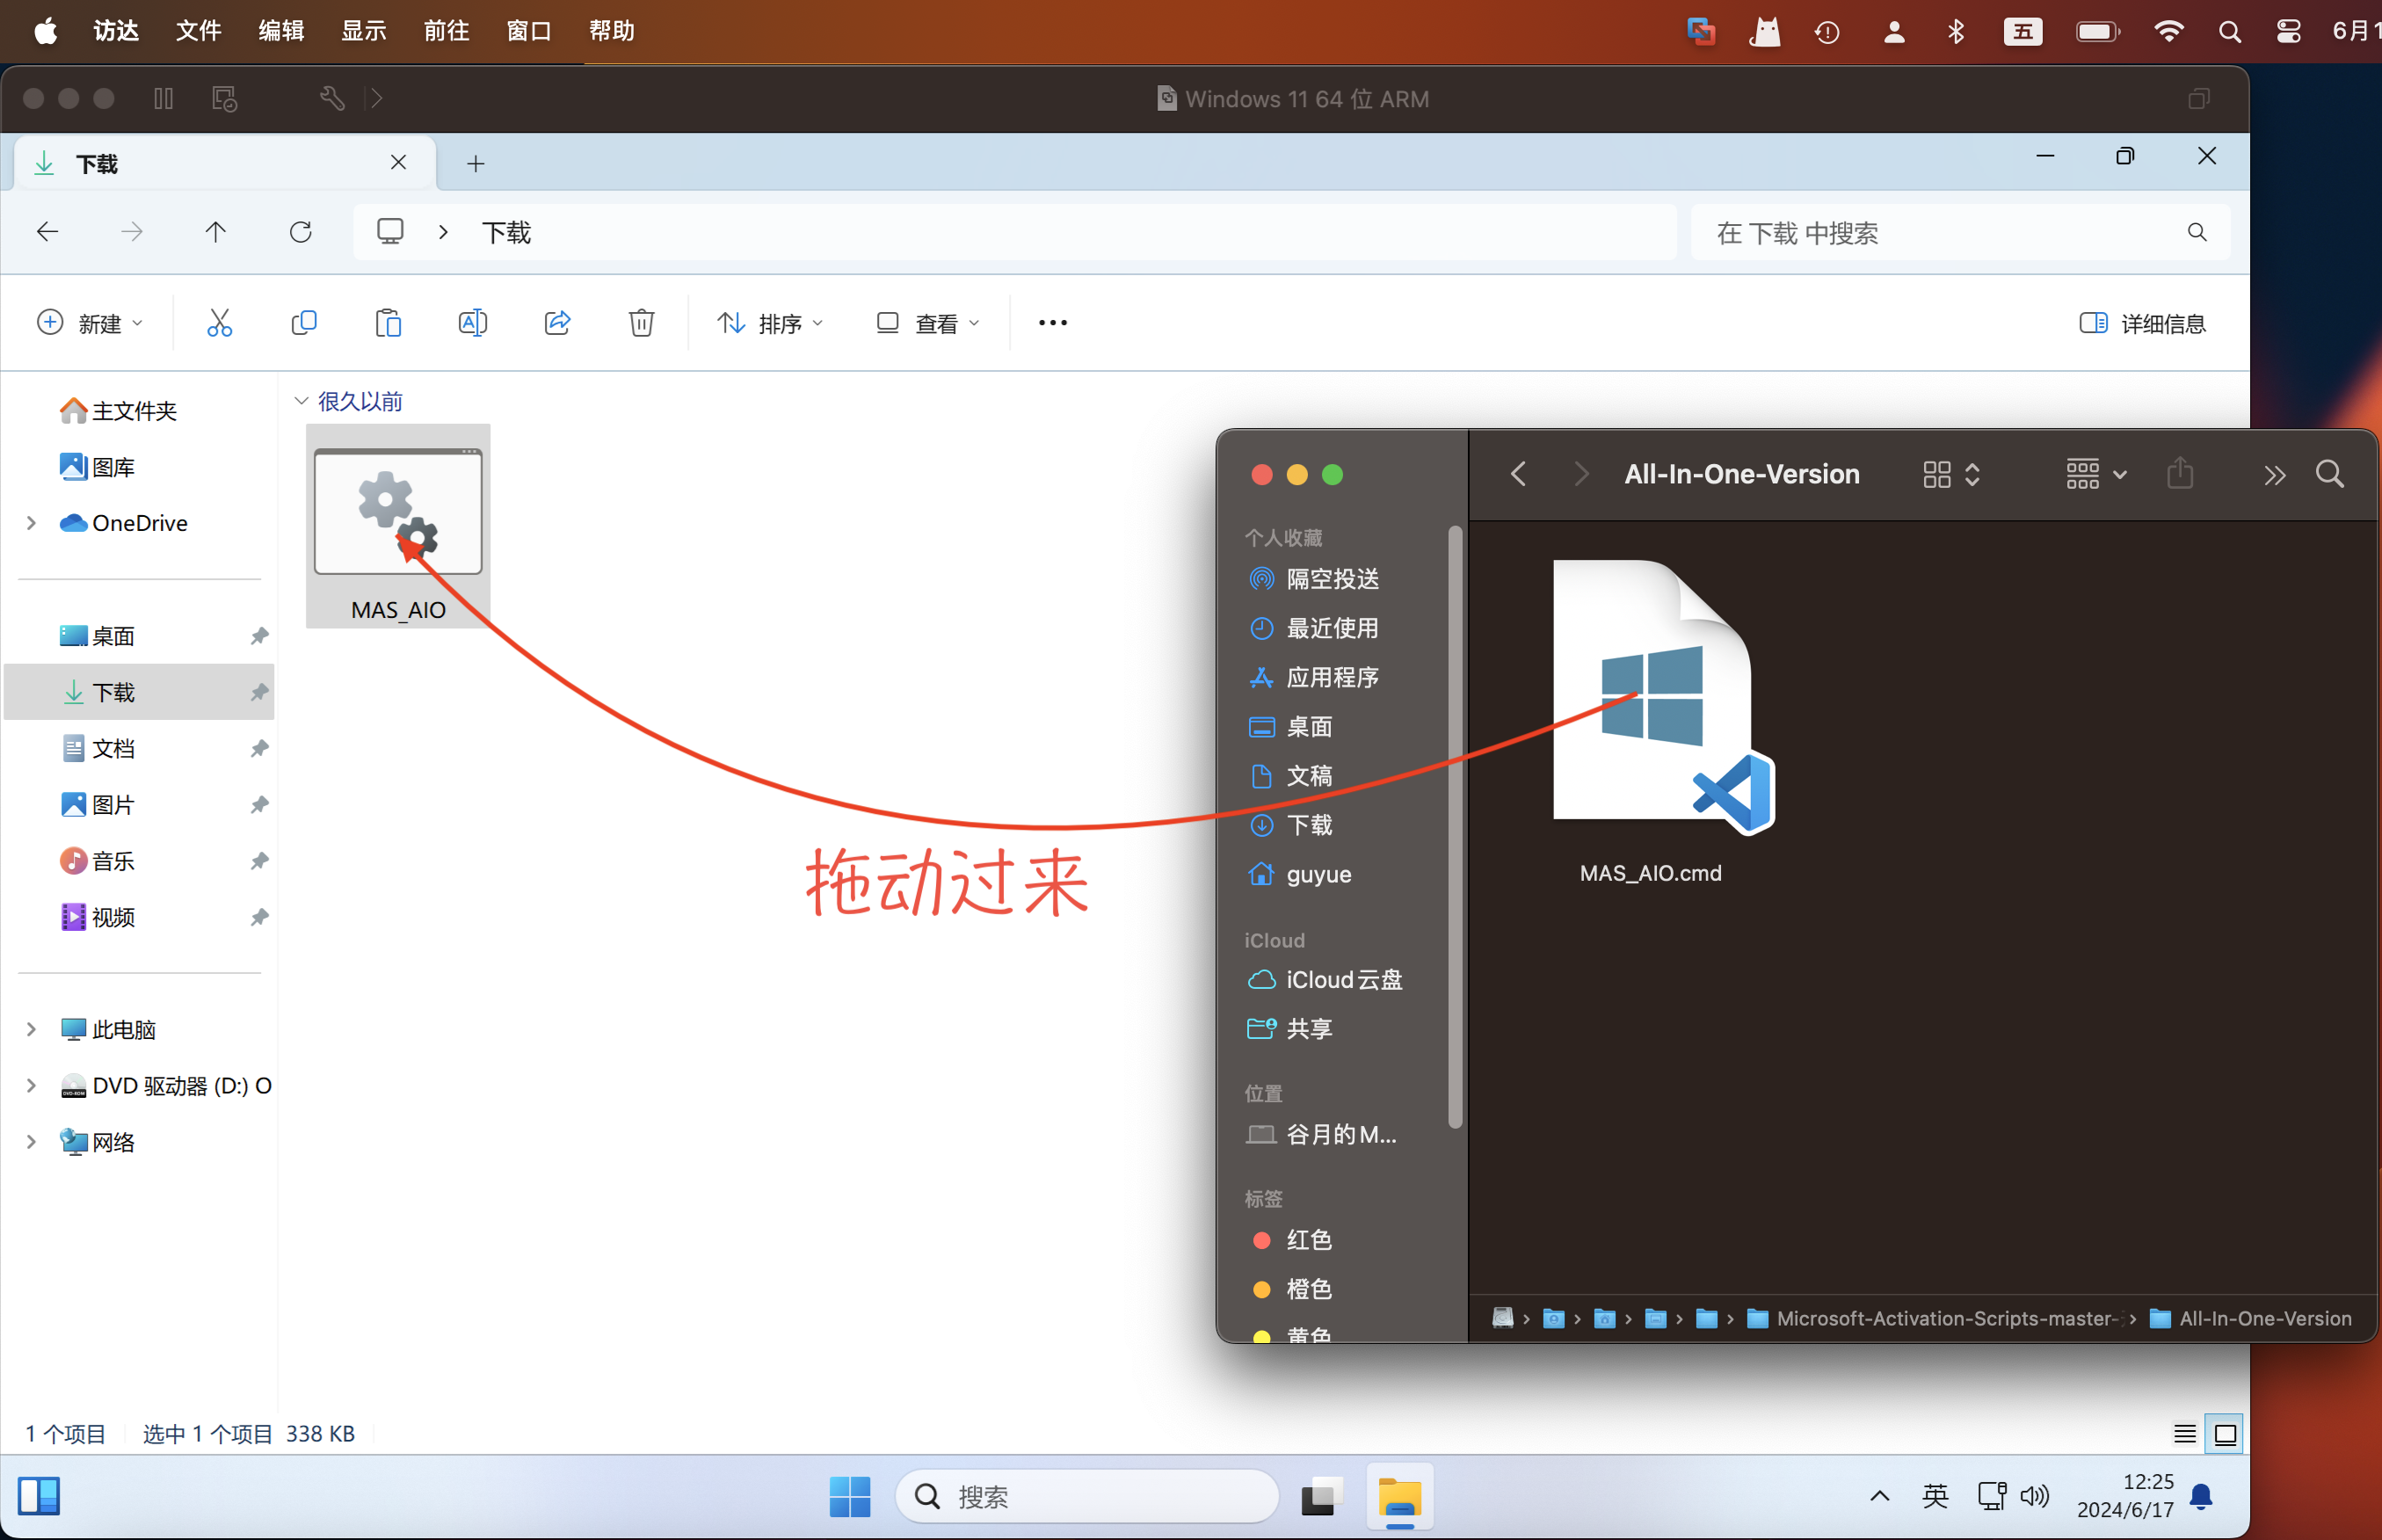 访达 文件 编辑 显示 前往 窗口 帮助
五
6月1
Windows 11 64 位 ARM
下载
下载
在 下载 中搜索
新建
排序
查看
详细信息
很久以前
MAS_AIO
主文件夹
图库
OneDrive
桌面
下载
文档
图片
音乐
视频
此电脑
DVD 驱动器 (D:) O
网络
拖动过来
All-In-One-Version
个人收藏
隔空投送
最近使用
应用程序
桌面
文稿
下载
guyue
iCloud
iCloud云盘
共享
位置
谷月的M...
标签
红色
橙色
黄色
MAS_AIO.cmd
Microsoft-Activation-Scripts-master-
All-In-One-Version
1 个项目
选中 1 个项目 338 KB
搜索
英
12:25
2024/6/17